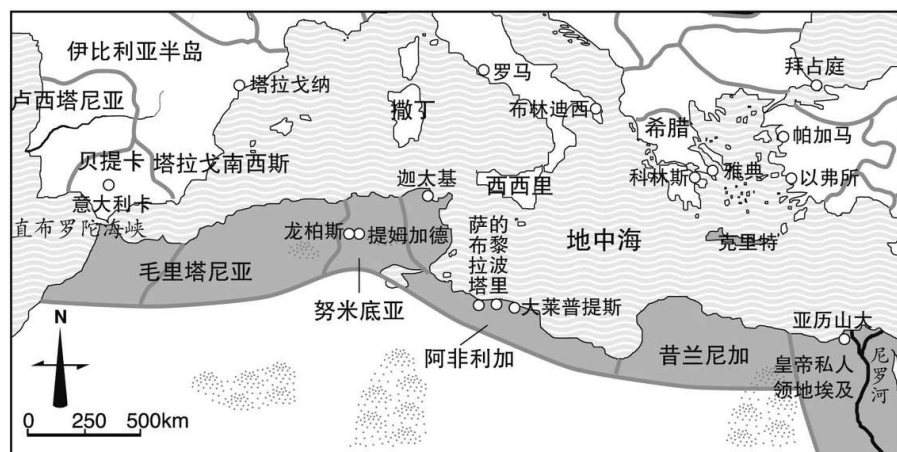 伊比利亚半岛
卢西塔尼亚
塔拉戈纳
罗马
拜占庭
撒丁
布林迪西
希腊
帕加马
贝提卡
塔拉戈南西斯
意大利卡
迦太基
西西里
科林斯
雅典
以弗所
直布罗陀海峡
龙柏斯
提姆加德
萨布拉塔
的黎波里
地中海
克里特
毛里塔尼亚
努米底亚
大莱普提斯
阿非利加
昔兰尼加
亚历山大
皇帝私人
领地埃及
尼罗河
N
0 250 500km